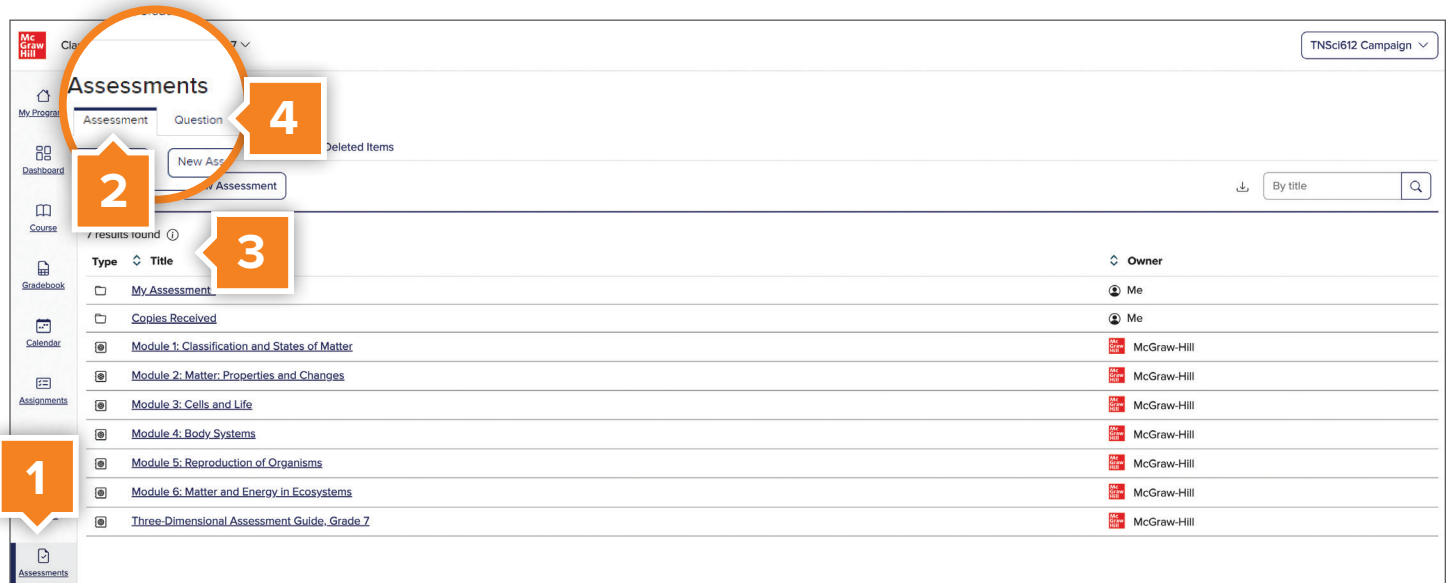 Mc
Graw
Hill
7
TNSci612 Campaign
Assessments
Assessment Question
4
My Program
Deleted Items
New Ass
2
Dashboard
Assessment
By title
Course
7 results found
3
Type Title Owner
Gradebook
My Assessment Me
Copies Received Me
Calendar
Module 1: Classification and States of Matter McGraw-Hill
Module 2: Matter: Properties and Changes McGraw-Hill
Assignments
Module 3: Cells and Life McGraw-Hill
Module 4: Body Systems McGraw-Hill
1
Module 5: Reproduction of Organisms McGraw-Hill
Module 6: Matter and Energy in Ecosystems McGraw-Hill
Three-Dimensional Assessment Guide, Grade 7 McGraw-Hill
Assessments